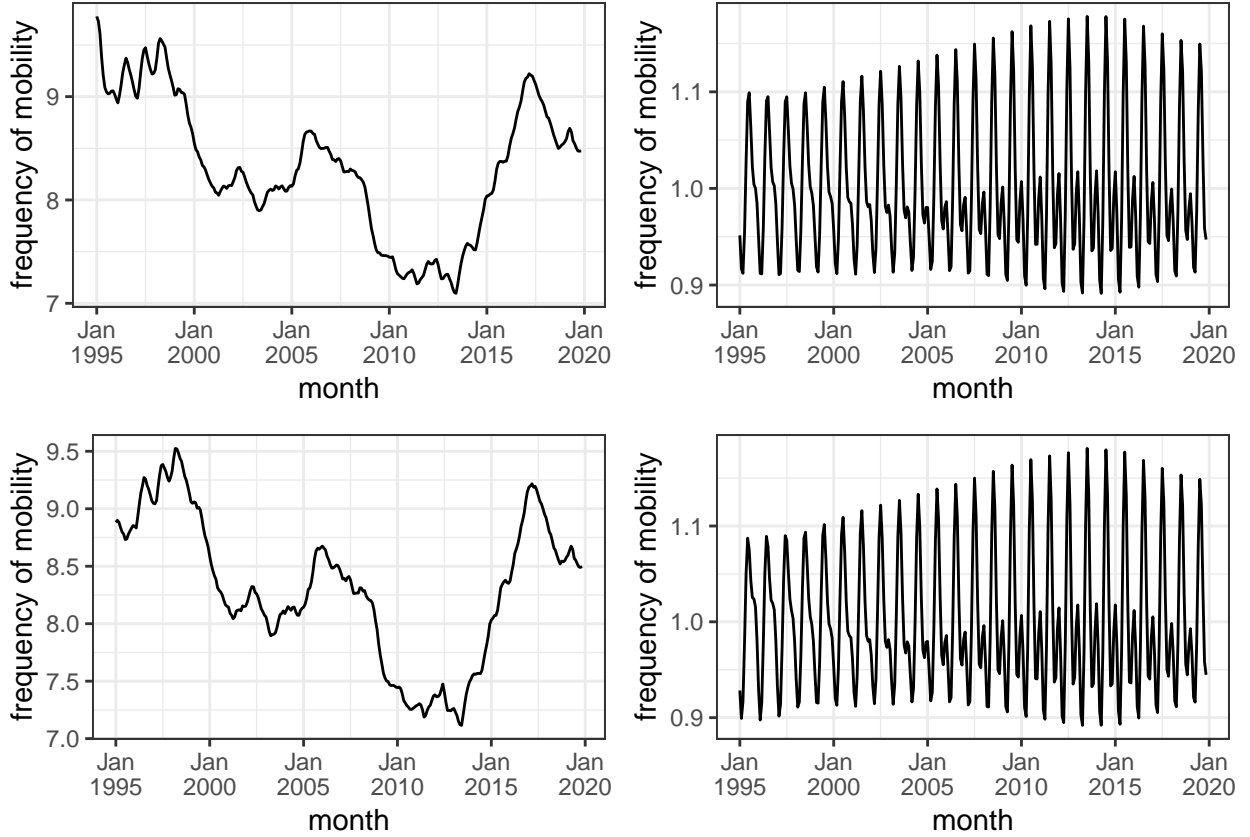 frequency of mobility
9
8
7
Jan Jan Jan Jan Jan Jan
1995 2000 2005 2010 2015 2020
month
frequency of mobility
1.1
1.0
0.9
Jan Jan Jan Jan Jan Jan
1995 2000 2005 2010 2015 2020
month
frequency of mobility
9.5
9.0
8.5
8.0
7.5
7.0
Jan Jan Jan Jan Jan Jan
1995 2000 2005 2010 2015 2020
month
frequency of mobility
1.1
1.0
0.9
Jan Jan Jan Jan Jan Jan
1995 2000 2005 2010 2015 2020
month